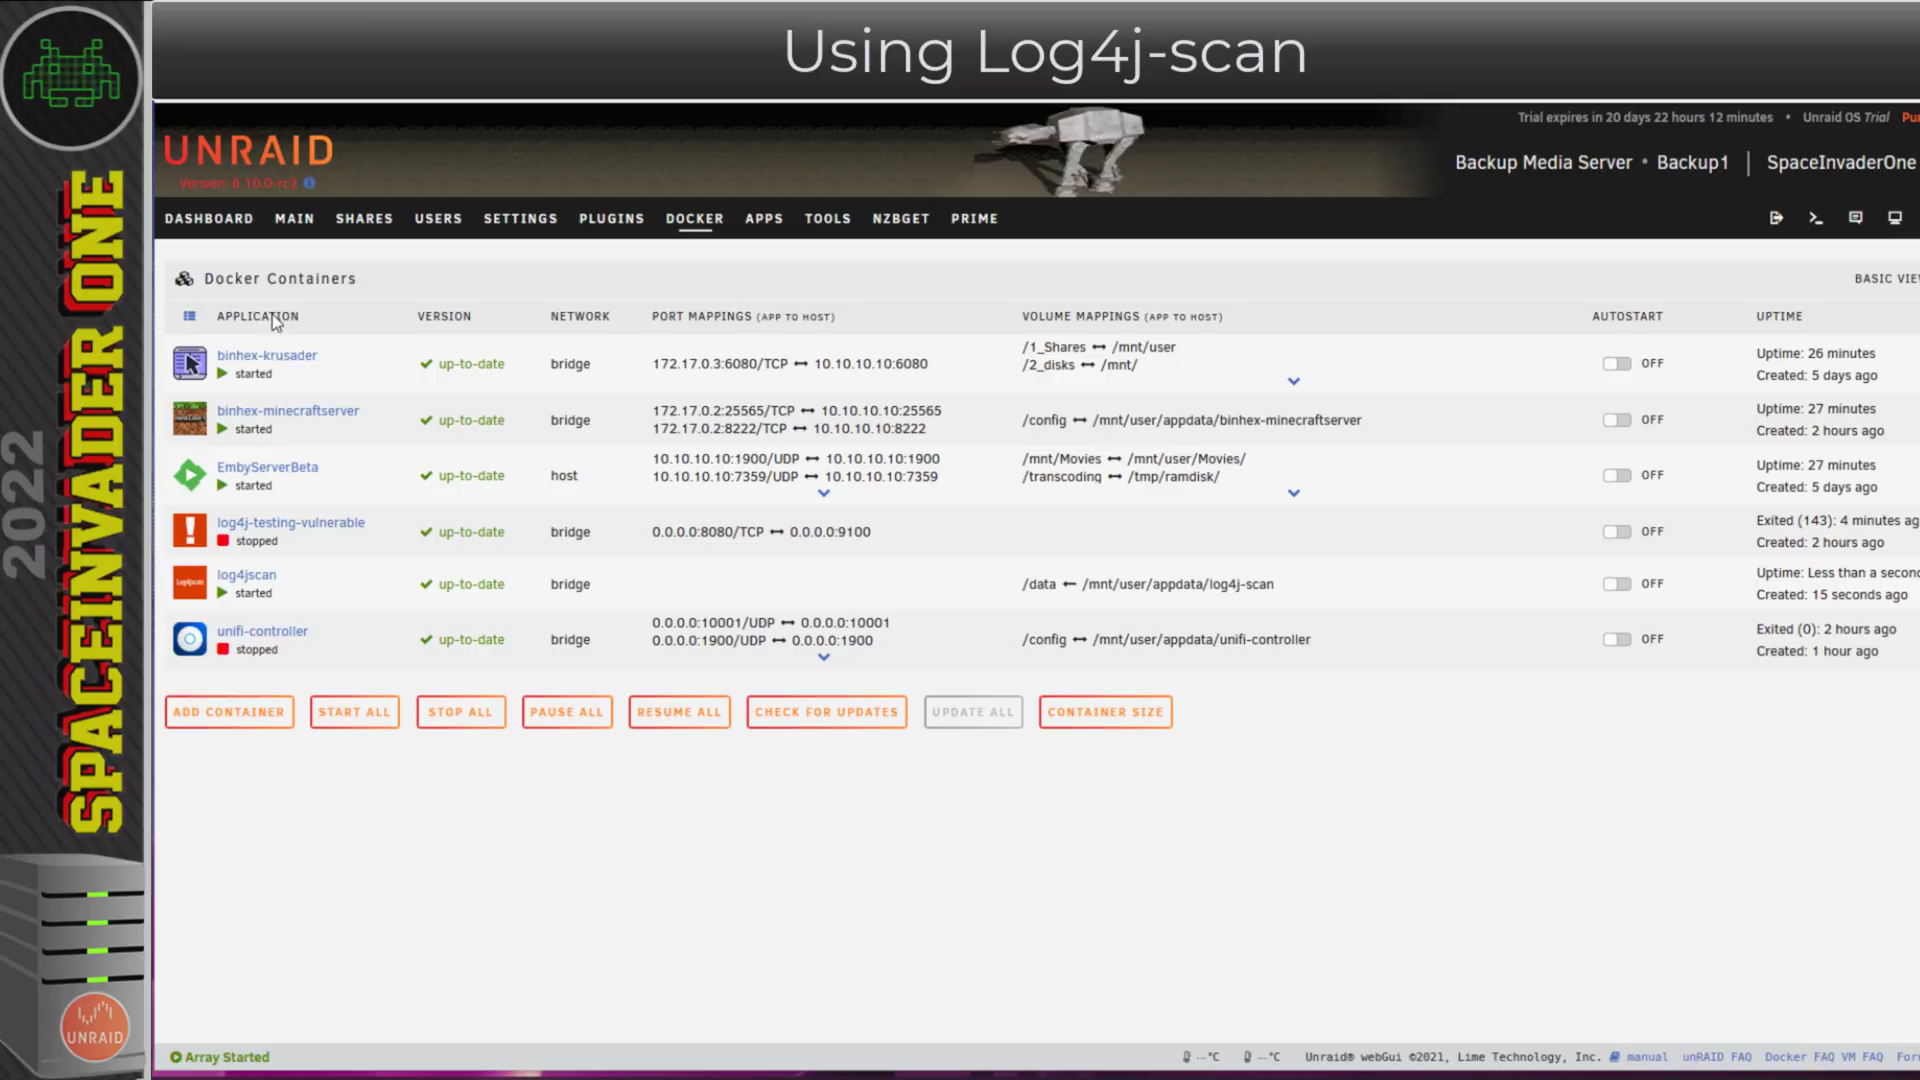 Using Log4j-scan
2022
SPACEINVADER ONE
UNRAID
UNRAID
Version: 6.10.0-rc2
Trial expires in 20 days 22 hours 12 minutes • Unraid OS Trial
Backup Media Server • Backup1 | SpaceInvaderOne
DASHBOARD MAIN SHARES USERS SETTINGS PLUGINS DOCKER APPS TOOLS NZBGET PRIME
Docker Containers
BASIC VIE
APPLICATION VERSION NETWORK PORT MAPPINGS (APP TO HOST) VOLUME MAPPINGS (APP TO HOST) AUTOSTART UPTIME
binhex-krusader
started
up-to-date
bridge
172.17.0.3:6080/TCP ↔ 10.10.10.10:6080
/1_Shares ↔ /mnt/user
/2_disks ↔ /mnt/
OFF
Uptime: 26 minutes
Created: 5 days ago
binhex-minecraftserver
started
up-to-date
bridge
172.17.0.2:25565/TCP ↔ 10.10.10.10:25565
172.17.0.2:8222/TCP ↔ 10.10.10.10:8222
/config ↔ /mnt/user/appdata/binhex-minecraftserver
OFF
Uptime: 27 minutes
Created: 2 hours ago
EmbyServerBeta
started
up-to-date
host
10.10.10.10:1900/UDP ↔ 10.10.10.10:1900
10.10.10.10:7359/UDP ↔ 10.10.10.10:7359
/mnt/Movies ↔ /mnt/user/Movies/
/transcoding ↔ /tmp/ramdisk/
OFF
Uptime: 27 minutes
Created: 5 days ago
log4j-testing-vulnerable
stopped
up-to-date
bridge
0.0.0.0:8080/TCP ↔ 0.0.0.0:9100
OFF
Exited (143): 4 minutes ag
Created: 2 hours ago
Log4jscan
log4jscan
started
up-to-date
bridge
/data ← /mnt/user/appdata/log4j-scan
OFF
Uptime: Less than a secon
Created: 15 seconds ago
unifi-controller
stopped
up-to-date
bridge
0.0.0.0:10001/UDP ↔ 0.0.0.0:10001
0.0.0.0:1900/UDP ↔ 0.0.0.0:1900
/config ↔ /mnt/user/appdata/unifi-controller
OFF
Exited (0): 2 hours ago
Created: 1 hour ago
ADD CONTAINER START ALL STOP ALL PAUSE ALL RESUME ALL CHECK FOR UPDATES UPDATE ALL CONTAINER SIZE
Array Started
--°C --°C Unraid® webGui ©2021, Lime Technology, Inc. manual unRAID FAQ Docker FAQ VM FAQ